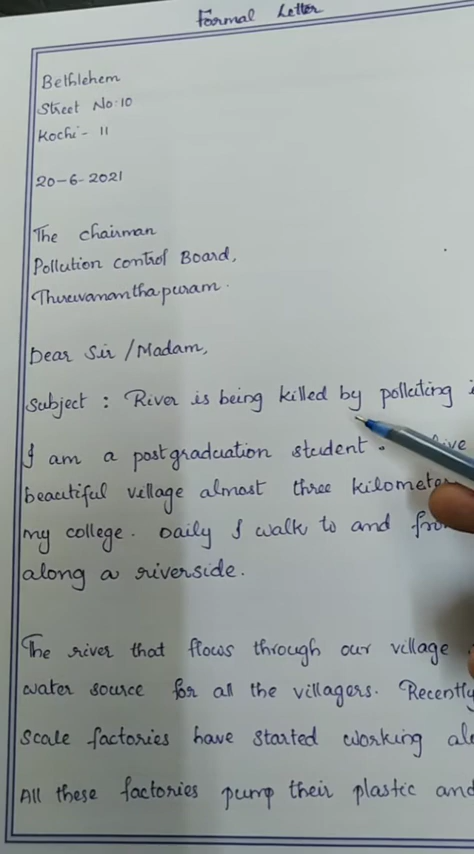 Formal Letter
Bethlehem
Street No:10
Kochi - 11
20-6-2021
The chairman
Pollution control Board,
Thiruvananthapuram.
Dear Sir /Madam,
Subject : River is being killed by polluting
I am a postgraduation student.
beautiful village almost three kilomete
my college. Daily I walk to and fro
along a riverside.
The river that flows through our village
water source for all the villagers. Recently
scale factories have started working al
All these factories pump their plastic and